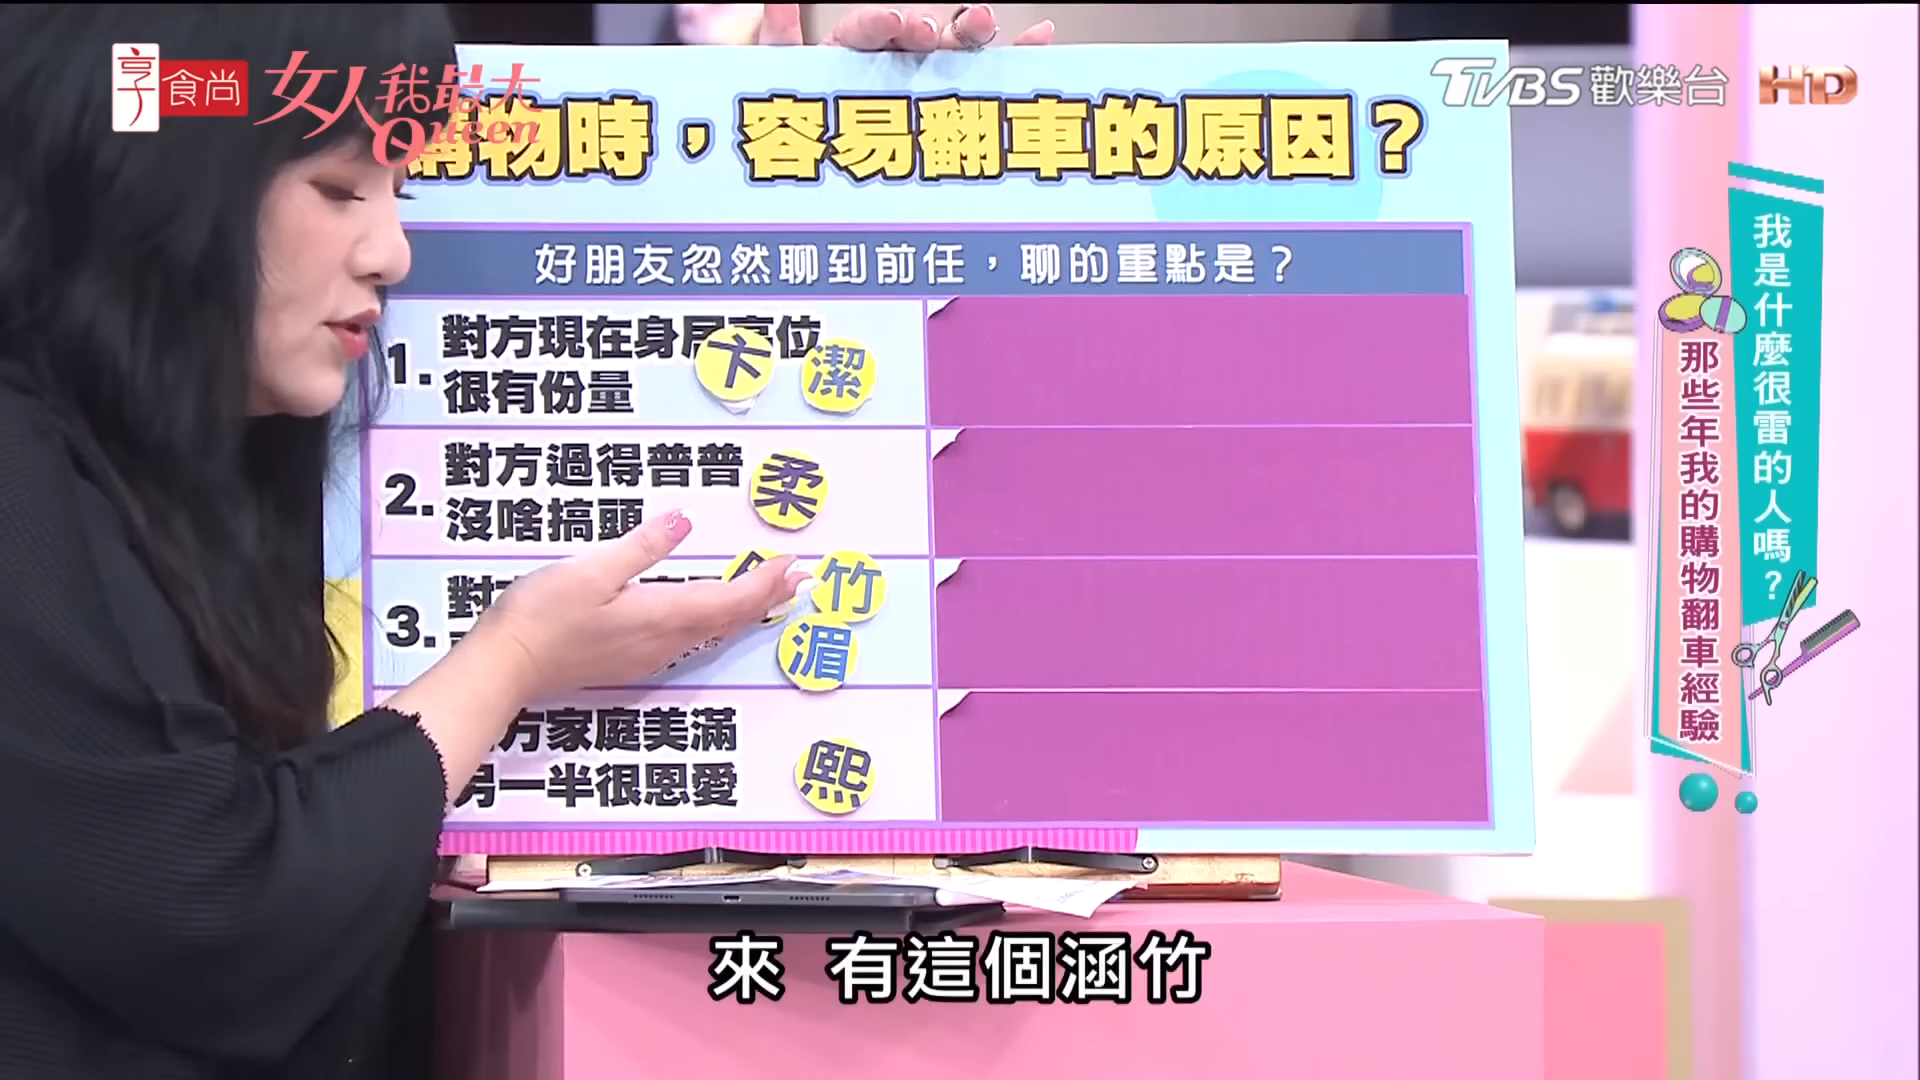 享食尚
女人我最大
Queen
TVBS歡樂台 HD
購物時，容易翻車的原因？
好朋友忽然聊到前任，聊的重點是？
1. 對方現在身居高位
很有份量
卞
潔
2. 對方過得普普
沒啥搞頭
柔
3. 對
竹
湄
方家庭美滿
另一半很恩愛
熙
我是什麼很雷的人嗎？
那些年我的購物翻車經驗
來 有這個涵竹